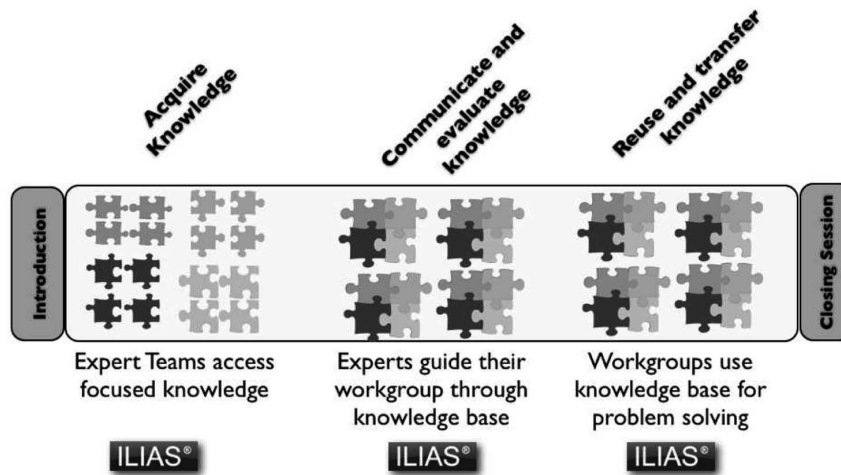 Acquire
Knowledge
Communicate and
evaluate
knowledge
Reuse and transfer
knowledge
Introduction
Closing Session
Expert Teams access
focused knowledge
Experts guide their
workgroup through
knowledge base
Workgroups use
knowledge base for
problem solving
ILIAS®
ILIAS®
ILIAS®